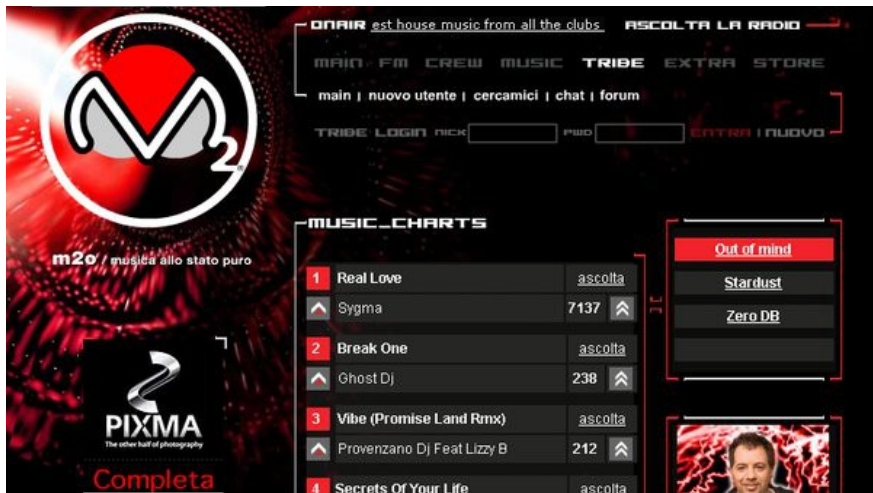 ONAIR est house music from all the clubs ASCOLTA LA RADIO
MAIN FM CREW MUSIC TRIBE EXTRA STORE
main | nuovo utente | cercamici | chat | forum
TRIBE LOGIN NICK PWD ENTRA | NUOVO
M2
m2o / musica allo stato puro
MUSIC_CHARTS
1 Real Love ascolta
Sygma 7137
2 Break One ascolta
Ghost Dj 238
3 Vibe (Promise Land Rmx) ascolta
Provenzano Dj Feat Lizzy B 212
4 Secrets Of Your Life ascolta
Out of mind
Stardust
Zero DB
PIXMA
The other half of photography
Completa